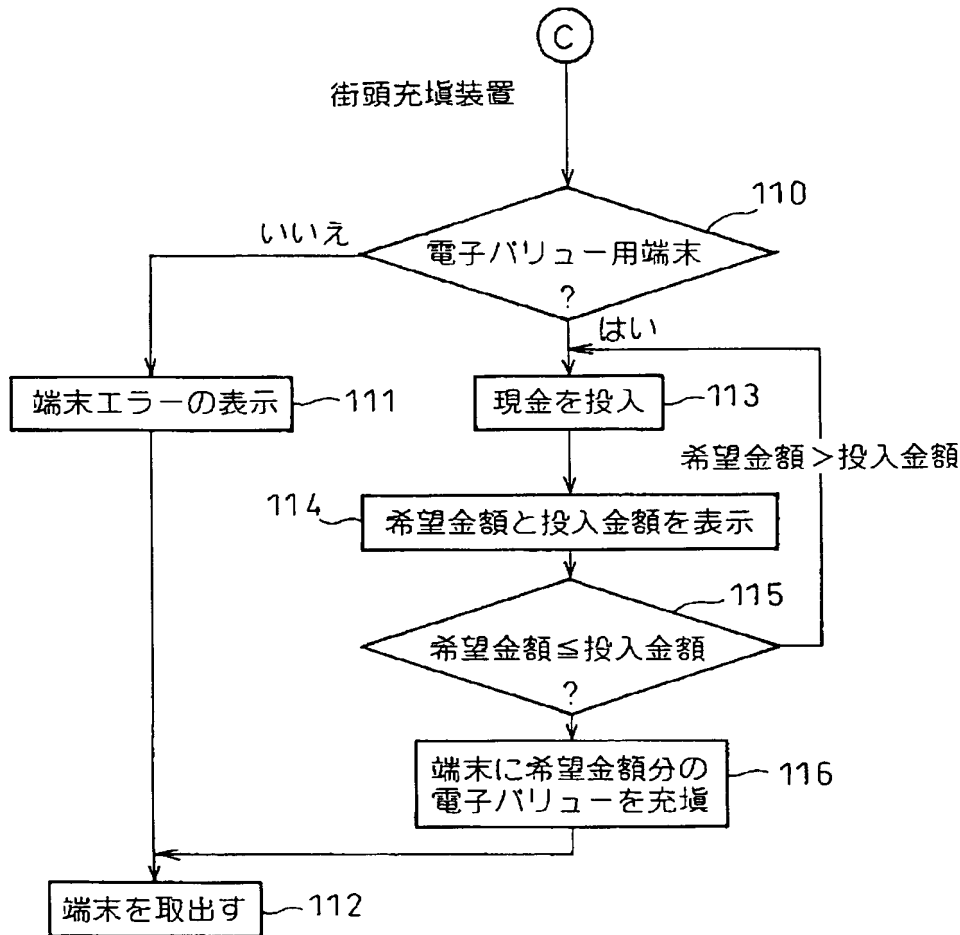 C
街頭充塡装置
110
いいえ
電子バリュー用端末
?
はい
端末エラーの表示
111
現金を投入
113
希望金額>投入金額
114
希望金額と投入金額を表示
115
希望金額≦投入金額
?
端末に希望金額分の
電子バリューを充塡
116
端末を取出す
112